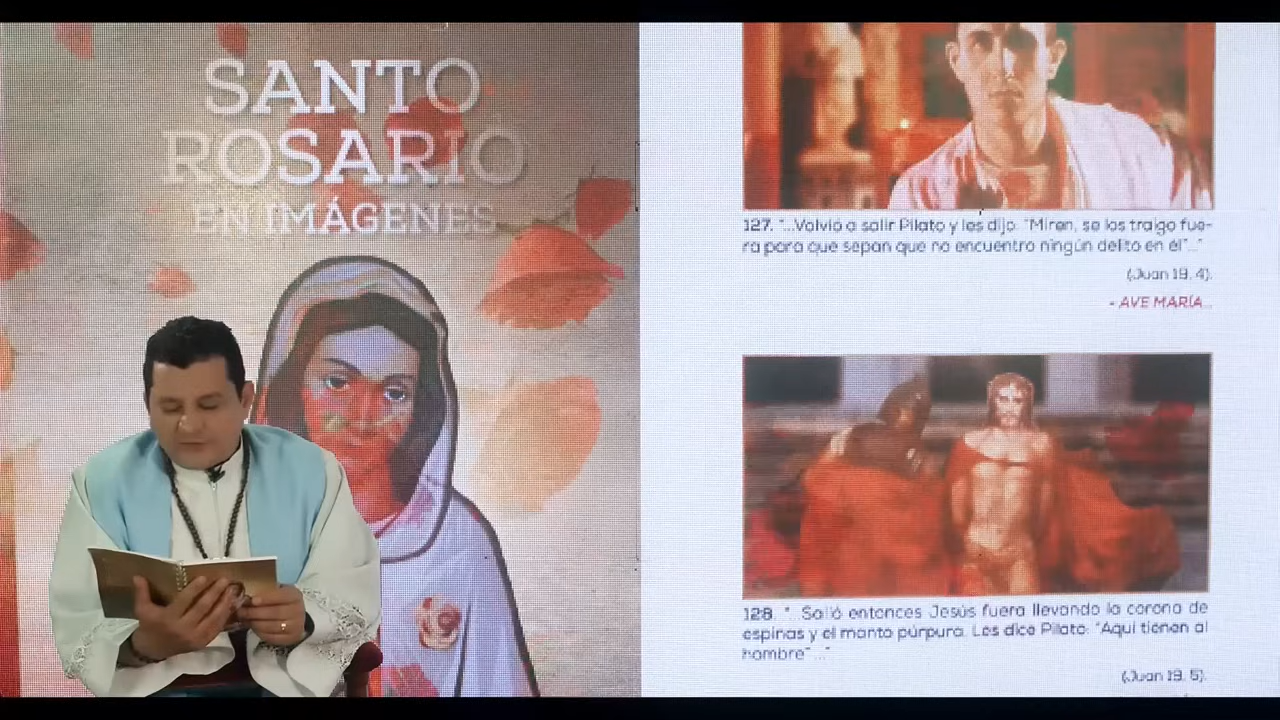 SANTO
ROSARIO
EN IMÁGENES
127. "...Volvió a salir Pilato y les dijo: "Miren, se los traigo fue-
ra para que sepan que no encuentro ningún delito en él"..."
(Juan 19, 4).
- AVE MARÍA...
128. "...Salió entonces Jesús fuera llevando la corona de
espinas y el manto púrpura. Les dice Pilato: "Aquí tienen al
hombre"..."
(Juan 19, 5).